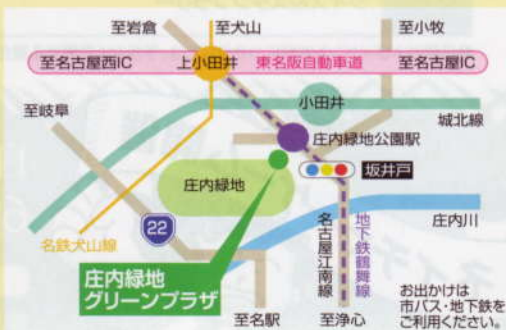 至岩倉
至犬山
至小牧
至名古屋西IC
上小田井
東名阪自動車道
至名古屋IC
至岐阜
小田井
城北線
庄内緑地公園駅
庄内緑地
坂井戸
22
名鉄犬山線
名古屋江南線
地下鉄鶴舞線
庄内川
庄内緑地
グリーンプラザ
至名駅
至浄心
お出かけは
市バス・地下鉄を
ご利用ください。